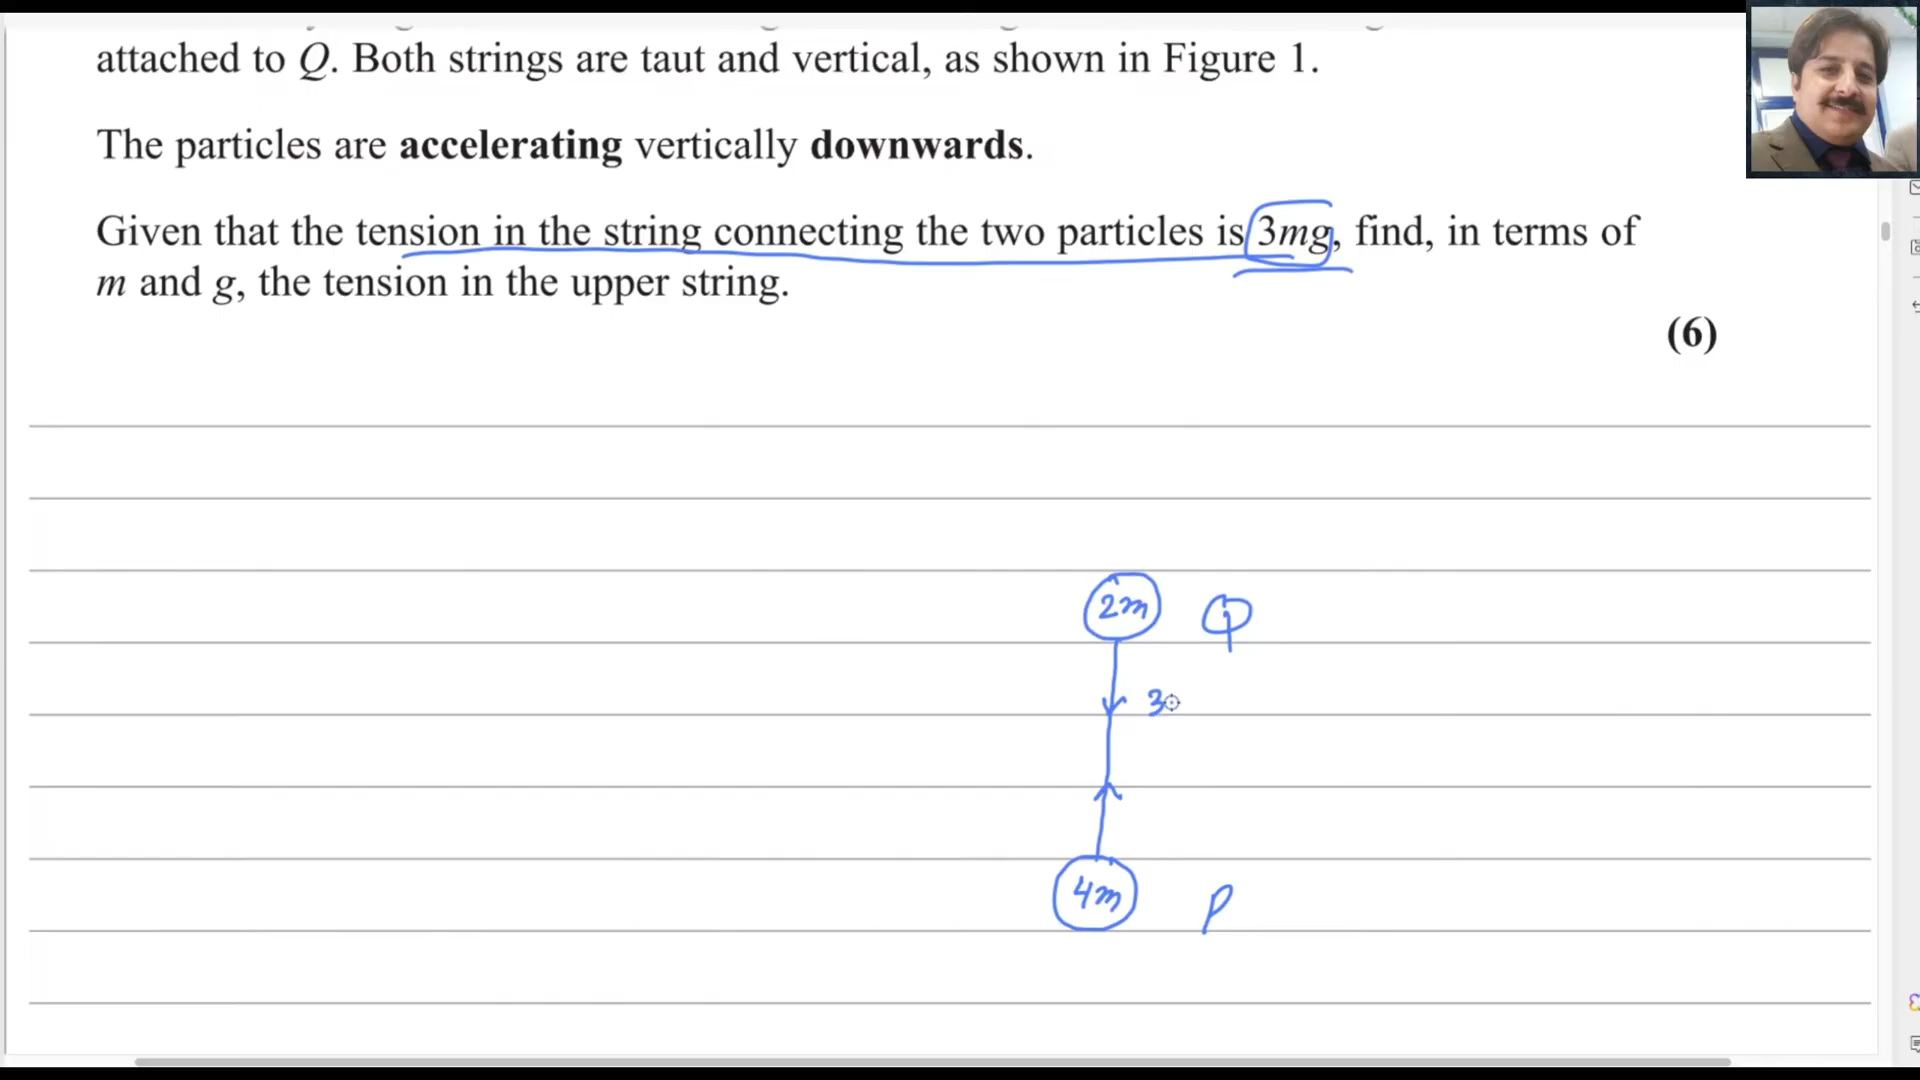 attached to Q. Both strings are taut and vertical, as shown in Figure 1.
The particles are accelerating vertically downwards.
Given that the tension in the string connecting the two particles is 3mg, find, in terms of
m and g, the tension in the upper string.
(6)
2m Q
3
4m P